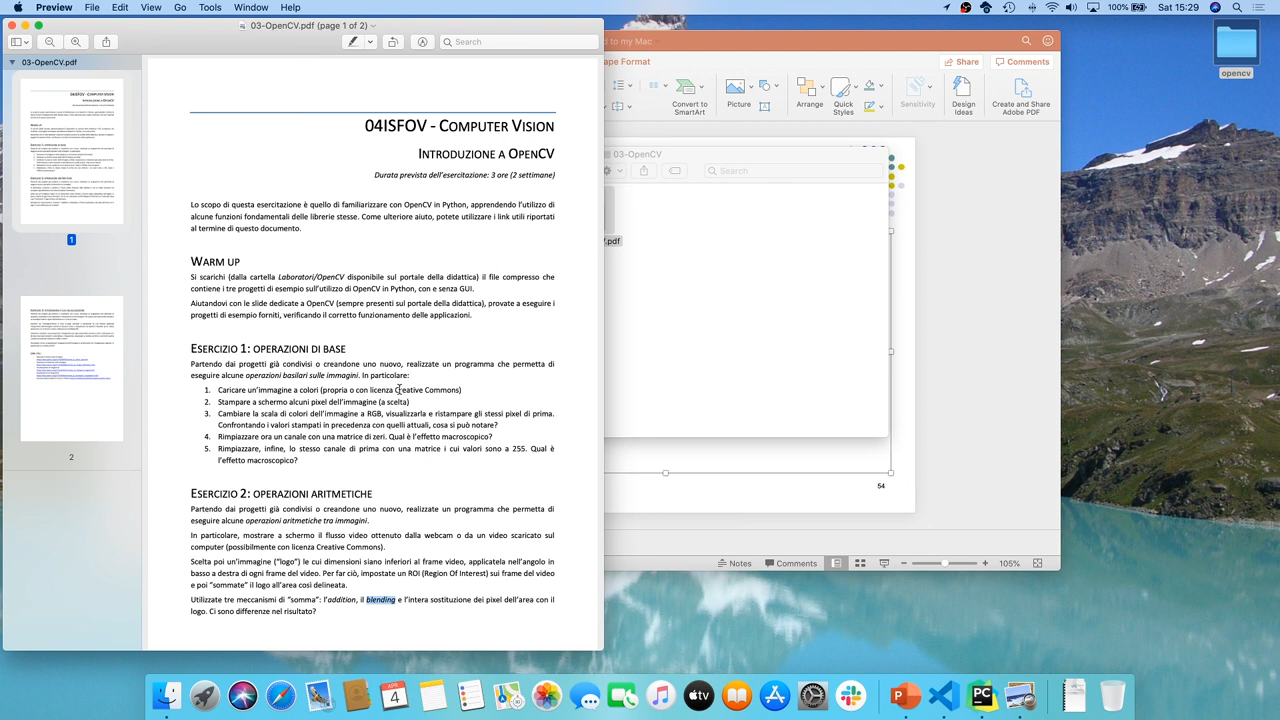 Preview File Edit View Go Tools Window Help
100% Sat 15:29
03-OpenCV.pdf (page 1 of 2)
Search
03-OpenCV.pdf
1
2
04ISFOV - Computer Vision
Introduzione a OpenCV
Durata prevista dell'esercitazione: 3 ore (2 settimane)
Lo scopo di questa esercitazione è quello di familiarizzare con OpenCV in Python, apprendendo l'utilizzo di
alcune funzioni fondamentali delle librerie stesse. Come ulteriore aiuto, potete utilizzare i link utili riportati
al termine di questo documento.
Warm up
Si scarichi (dalla cartella Laboratori/OpenCV disponibile sul portale della didattica) il file compresso che
contiene i tre progetti di esempio sull'utilizzo di OpenCV in Python, con e senza GUI.
Aiutandovi con le slide dedicate a OpenCV (sempre presenti sul portale della didattica), provate a eseguire i
progetti di esempio forniti, verificando il corretto funzionamento delle applicazioni.
Esercizio 1: operazioni di base
Partendo dai progetti già condivisi o creandone uno nuovo, realizzate un programma che permetta di
eseguire alcune operazioni basilari sulle immagini. In particolare:
1. Caricare un'immagine a colori (propria o con licenza Creative Commons)
2. Stampare a schermo alcuni pixel dell'immagine (a scelta)
3. Cambiare la scala di colori dell'immagine a RGB, visualizzarla e ristampare gli stessi pixel di prima.
Confrontando i valori stampati in precedenza con quelli attuali, cosa si può notare?
4. Rimpiazzare ora un canale con una matrice di zeri. Qual è l'effetto macroscopico?
5. Rimpiazzare, infine, lo stesso canale di prima con una matrice i cui valori sono a 255. Qual è
l'effetto macroscopico?
Esercizio 2: operazioni aritmetiche
Partendo dai progetti già condivisi o creandone uno nuovo, realizzate un programma che permetta di
eseguire alcune operazioni aritmetiche tra immagini.
In particolare, mostrare a schermo il flusso video ottenuto dalla webcam o da un video scaricato sul
computer (possibilmente con licenza Creative Commons).
Scelta poi un'immagine ("logo") le cui dimensioni siano inferiori al frame video, applicatela nell'angolo in
basso a destra di ogni frame del video. Per far ciò, impostate un ROI (Region Of Interest) sui frame del video
e poi "sommate" il logo all'area così delineata.
Utilizzate tre meccanismi di "somma": l'addition, il blending e l'intera sostituzione dei pixel dell'area con il
logo. Ci sono differenze nel risultato?
d to my Mac
ape Format
Share
Comments
Convert to
SmartArt
Picture
Arrange
Quick
Styles
Sensitivity
Design
Ideas
Create and Share
Adobe PDF
03-OpenCV
.pdf
54
Notes
Comments
105%
opencv
APR
4
PC